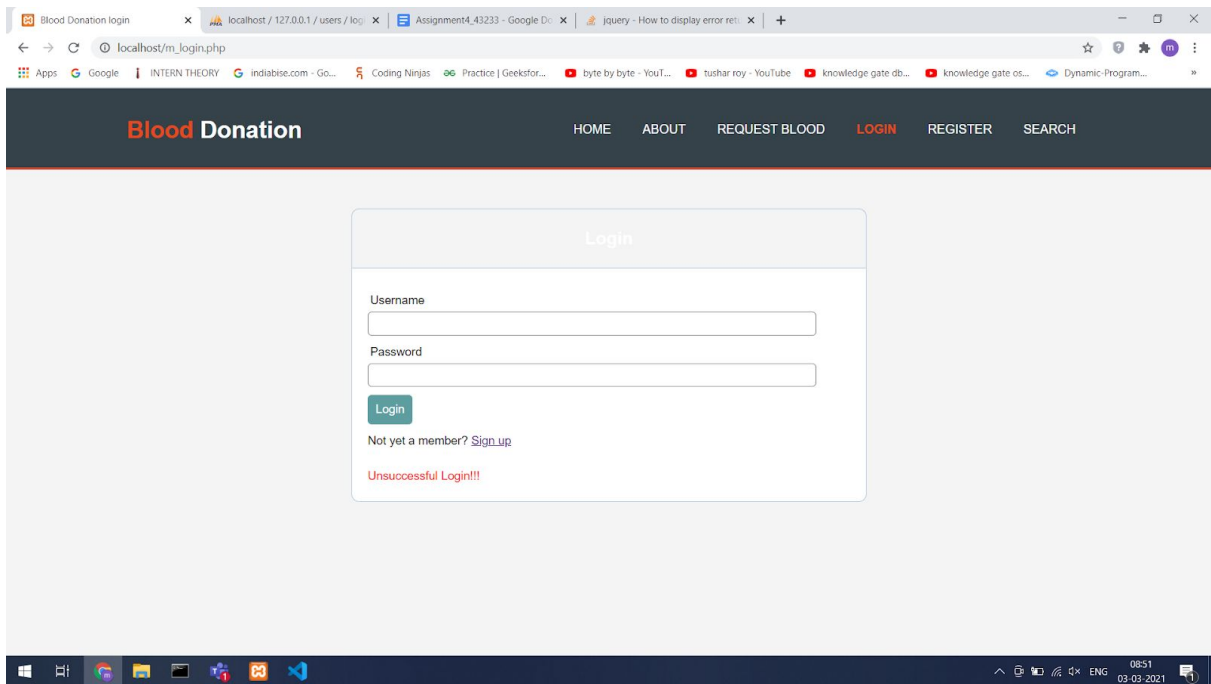 Blood Donation login
localhost / 127.0.0.1 / users / log
Assignment4_43233 - Google Do
jquery - How to display error retu
localhost/m_login.php
m
Apps Google INTERN THEORY indiabise.com - Go... Coding Ninjas Practice | Geeksfor... byte by byte - YouT... tushar roy - YouTube knowledge gate db... knowledge gate os... Dynamic-Program... »
Blood Donation
HOME ABOUT REQUEST BLOOD LOGIN REGISTER SEARCH
Login
Username
Password
Login
Not yet a member? Sign up
Unsuccessful Login!!!
ENG
08:51
03-03-2021
1